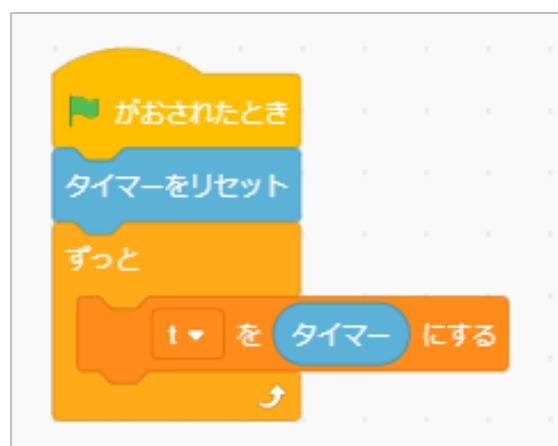 がおされたとき
タイマーをリセット
ずっと
t を タイマー にする